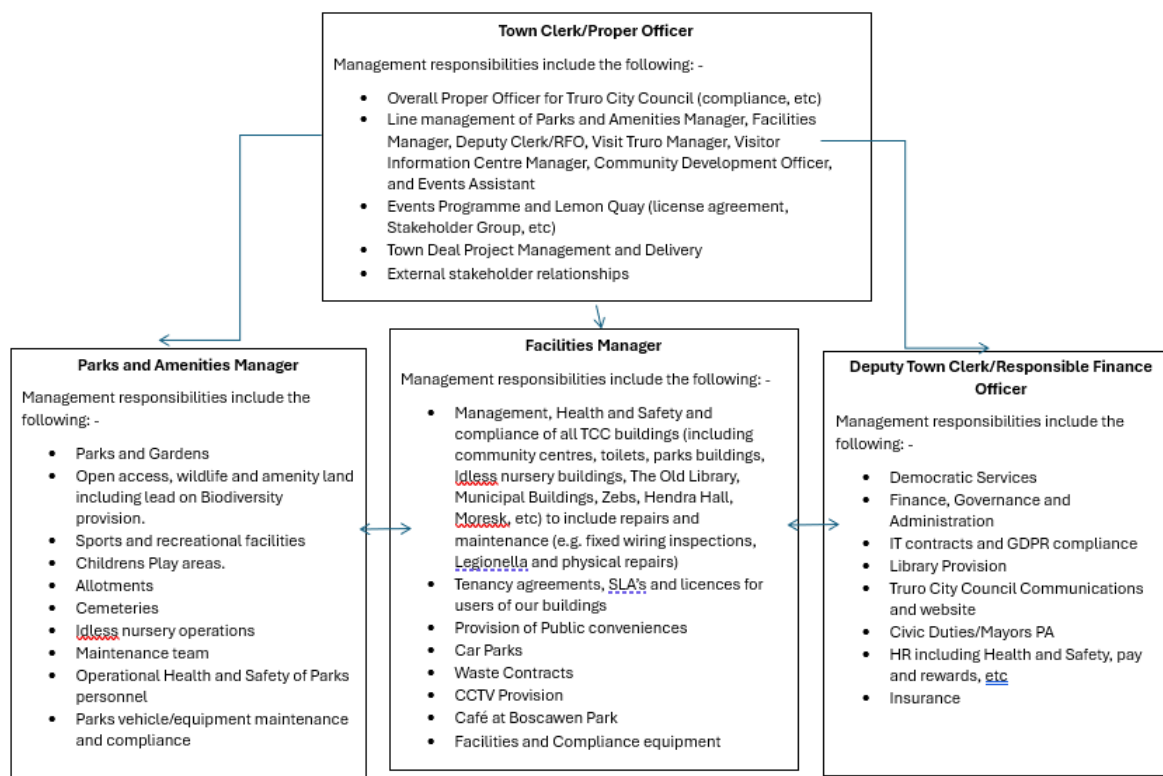 Town Clerk/Proper Officer
Management responsibilities include the following: -
• Overall Proper Officer for Truro City Council (compliance, etc)
• Line management of Parks and Amenities Manager, Facilities
Manager, Deputy Clerk/RFO, Visit Truro Manager, Visitor
Information Centre Manager, Community Development Officer,
and Events Assistant
• Events Programme and Lemon Quay (license agreement,
Stakeholder Group, etc)
• Town Deal Project Management and Delivery
• External stakeholder relationships
Parks and Amenities Manager
Management responsibilities include the
following: -
• Parks and Gardens
• Open access, wildlife and amenity land
including lead on Biodiversity
provision.
• Sports and recreational facilities
• Childrens Play areas.
• Allotments
• Cemeteries
• Idless nursery operations
• Maintenance team
• Operational Health and Safety of Parks
personnel
• Parks vehicle/equipment maintenance
and compliance
Facilities Manager
Management responsibilities include the following: -
• Management, Health and Safety and
compliance of all TCC buildings (including
community centres, toilets, parks buildings,
Idless nursery buildings, The Old Library,
Municipal Buildings, Zebs, Hendra Hall,
Moresk, etc) to include repairs and
maintenance (e.g. fixed wiring inspections,
Legionella and physical repairs)
• Tenancy agreements, SLA's and licences for
users of our buildings
• Provision of Public conveniences
• Car Parks
• Waste Contracts
• CCTV Provision
• Café at Boscawen Park
• Facilities and Compliance equipment
Deputy Town Clerk/Responsible Finance
Officer
Management responsibilities include the
following: -
• Democratic Services
• Finance, Governance and
Administration
• IT contracts and GDPR compliance
• Library Provision
• Truro City Council Communications
and website
• Civic Duties/Mayors PA
• HR including Health and Safety, pay
and rewards, etc
• Insurance